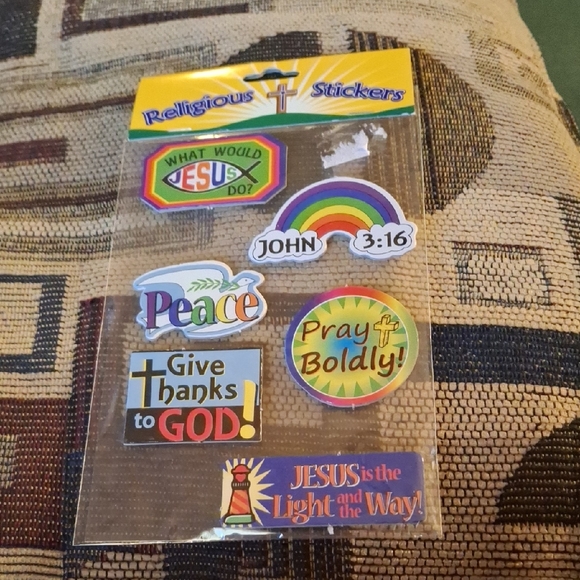 Religious Stickers
WHAT WOULD
JESUS
DO?
JOHN 3:16
Peace
Pray
Boldly!
Give
Thanks
to GOD!
JESUS is the
Light and the Way!